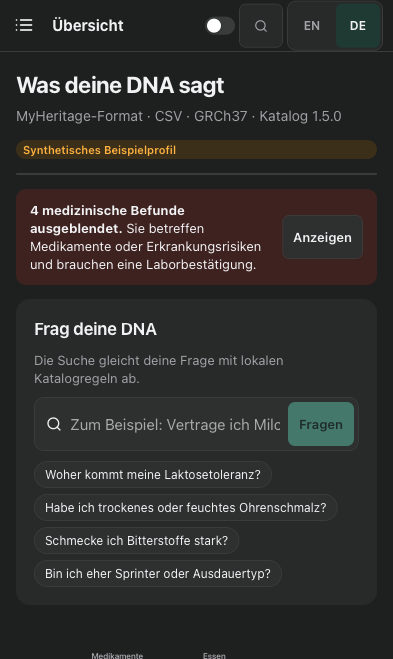 Übersicht
EN
DE
Was deine DNA sagt
MyHeritage-Format · CSV · GRCh37 · Katalog 1.5.0
Synthetisches Beispielprofil
4 medizinische Befunde
ausgeblendet. Sie betreffen
Medikamente oder Erkrankungsrisiken
und brauchen eine Laborbestätigung.
Anzeigen
Frag deine DNA
Die Suche gleicht deine Frage mit lokalen
Katalogregeln ab.
Zum Beispiel: Vertrage ich Milc
Fragen
Woher kommt meine Laktosetoleranz?
Habe ich trockenes oder feuchtes Ohrenschmalz?
Schmecke ich Bitterstoffe stark?
Bin ich eher Sprinter oder Ausdauertyp?
Medikamente
Essen